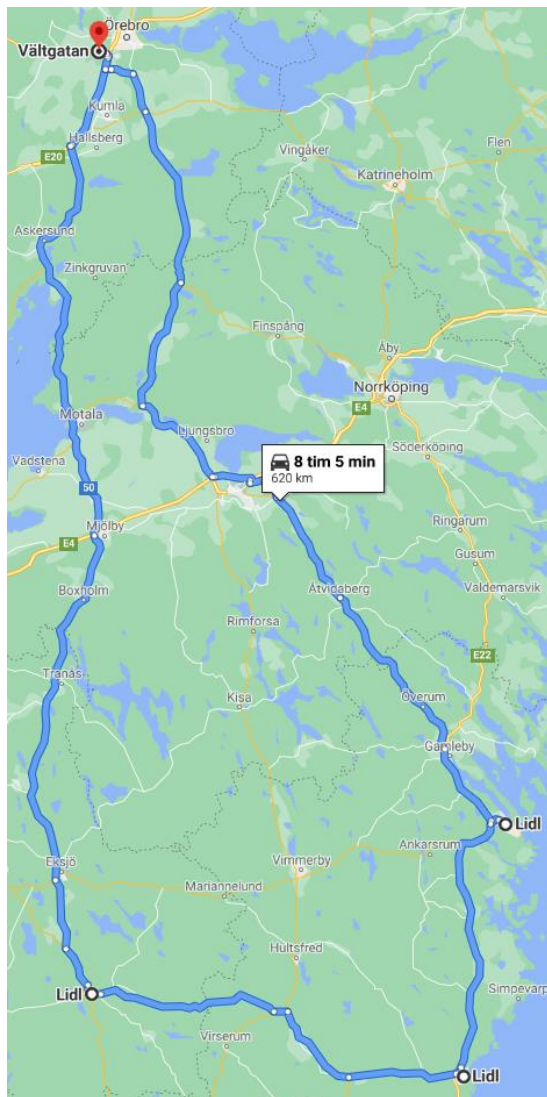 Örebro
Vältgatan
Kumla
Hallsberg
E20
Vingåker
Flen
Katrineholm
Askersund
Zinkgruvan
Finspång
Åby
Norrköping
E4
Motala
Ljungsbro
8 tim 5 min
620 km
Söderköping
Vadstena
50
Mjölby
E4
Ringarum
Gusum
Boxholm
Åtvidaberg
Valdemarsvik
Rimforsa
E22
Tranås
Kisa
Överum
Gamleby
Lidl
Ankarsrum
Eksjö
Vimmerby
Mariannelund
Hultsfred
Lidl
Simpevarp
Virserum
Lidl